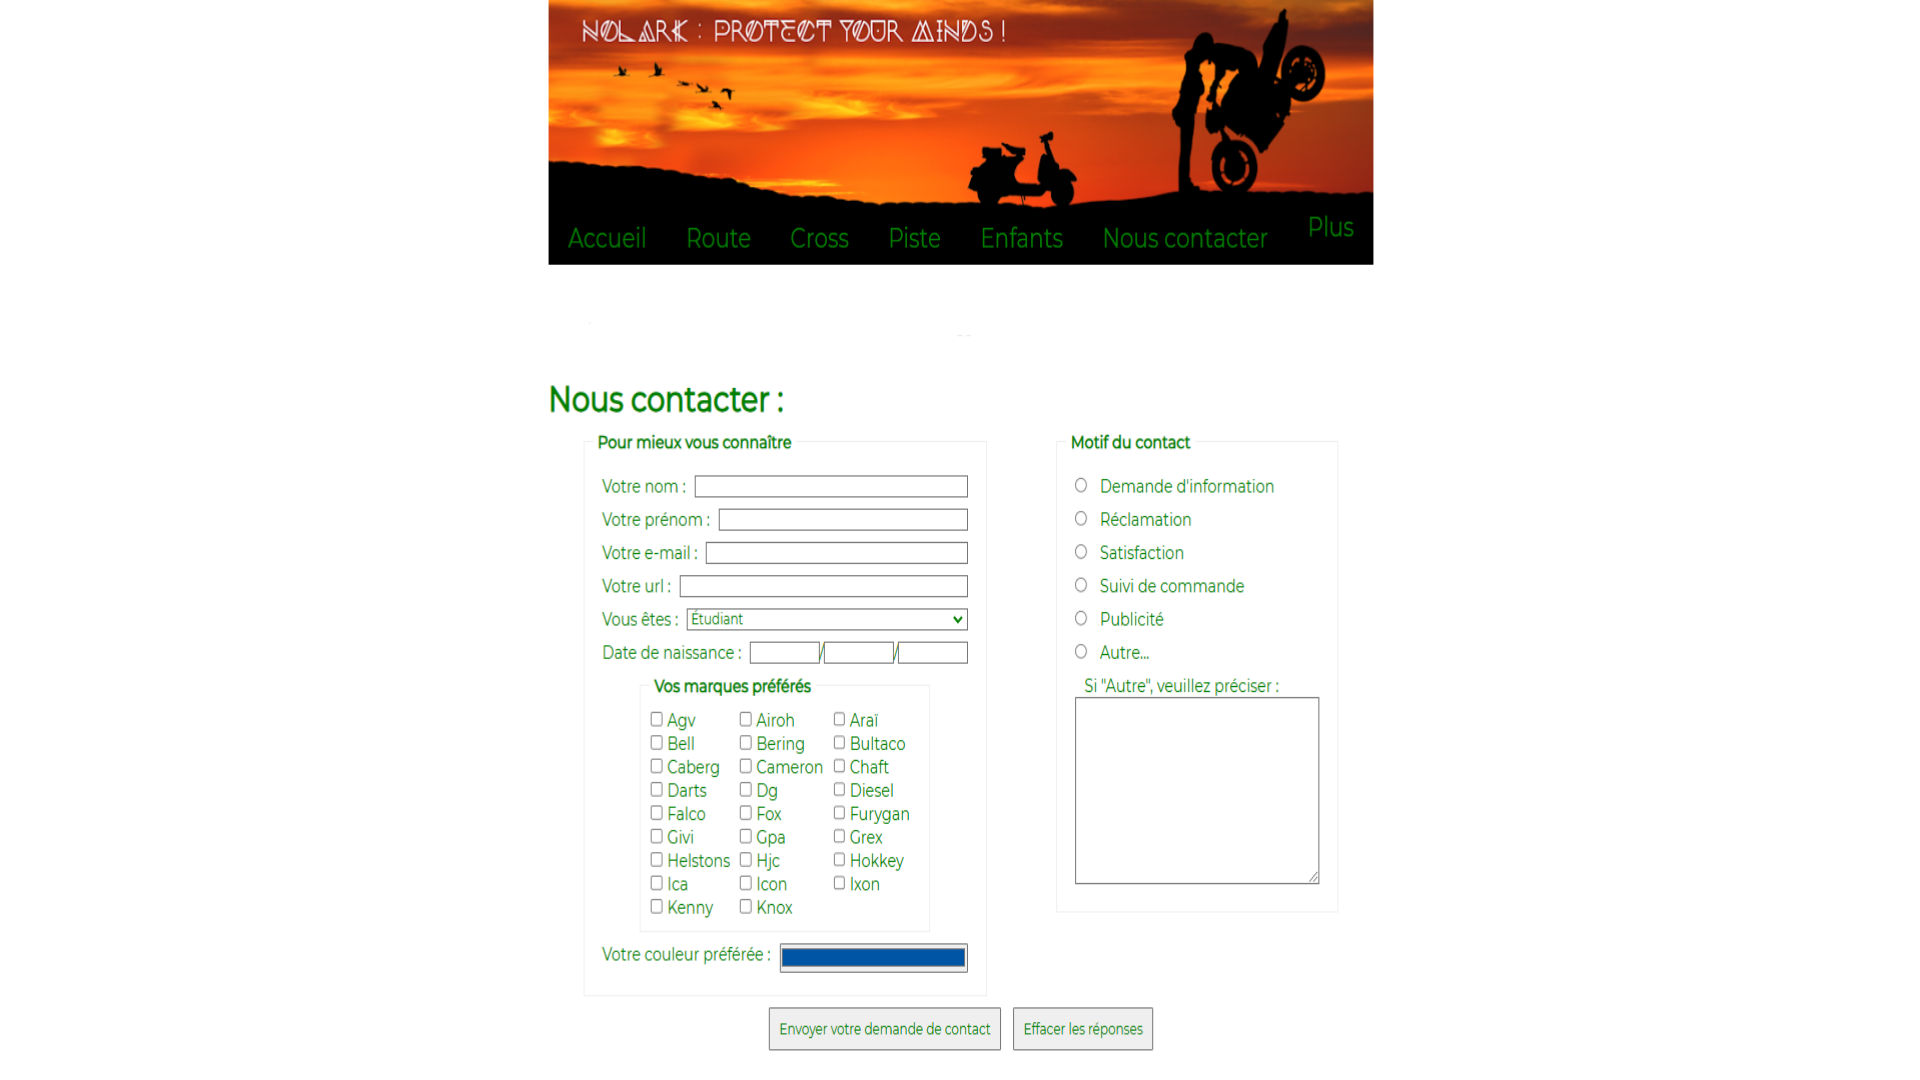 NOLARK : PROTECT YOUR MINDS !
Accueil Route Cross Piste Enfants Nous contacter Plus
Nous contacter :
Pour mieux vous connaître
Votre nom :
Votre prénom :
Votre e-mail :
Votre url :
Vous êtes : Étudiant
Date de naissance : / /
Vos marques préférés
Agv Airoh Araï
Bell Bering Bultaco
Caberg Cameron Chaft
Darts Dg Diesel
Falco Fox Furygan
Givi Gpa Grex
Helstons Hjc Hokkey
Ica Icon Ixon
Kenny Knox
Votre couleur préférée :
Motif du contact
Demande d'information
Réclamation
Satisfaction
Suivi de commande
Publicité
Autre...
Si "Autre", veuillez préciser :
Envoyer votre demande de contact Effacer les réponses